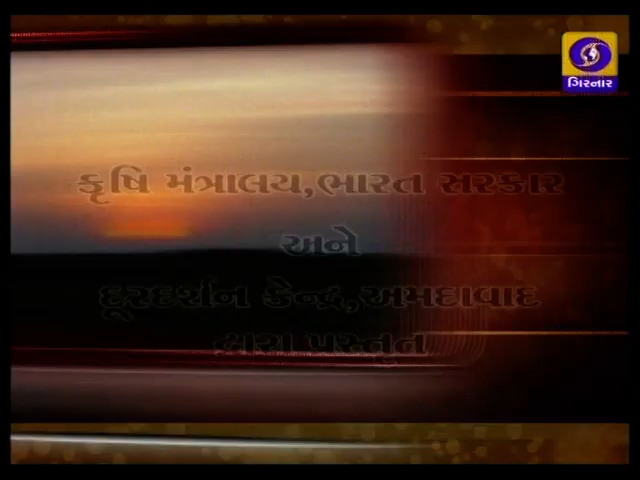 ગિરનાર
કૃષિ મંત્રાલય,ભારત સરકાર
અને
દૂરદર્શન કેન્દ્ર,અમદાવાદ
દ્વારા પ્રસ્તુત